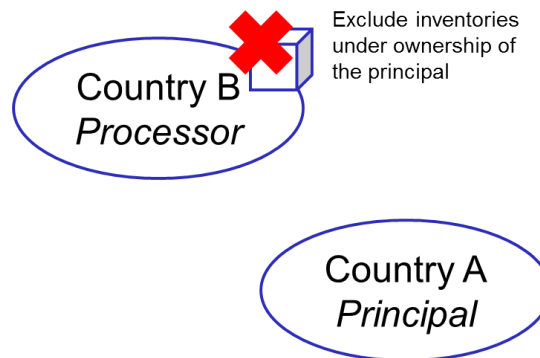 Exclude inventories
under ownership of
the principal
Country B
Processor
Country A
Principal